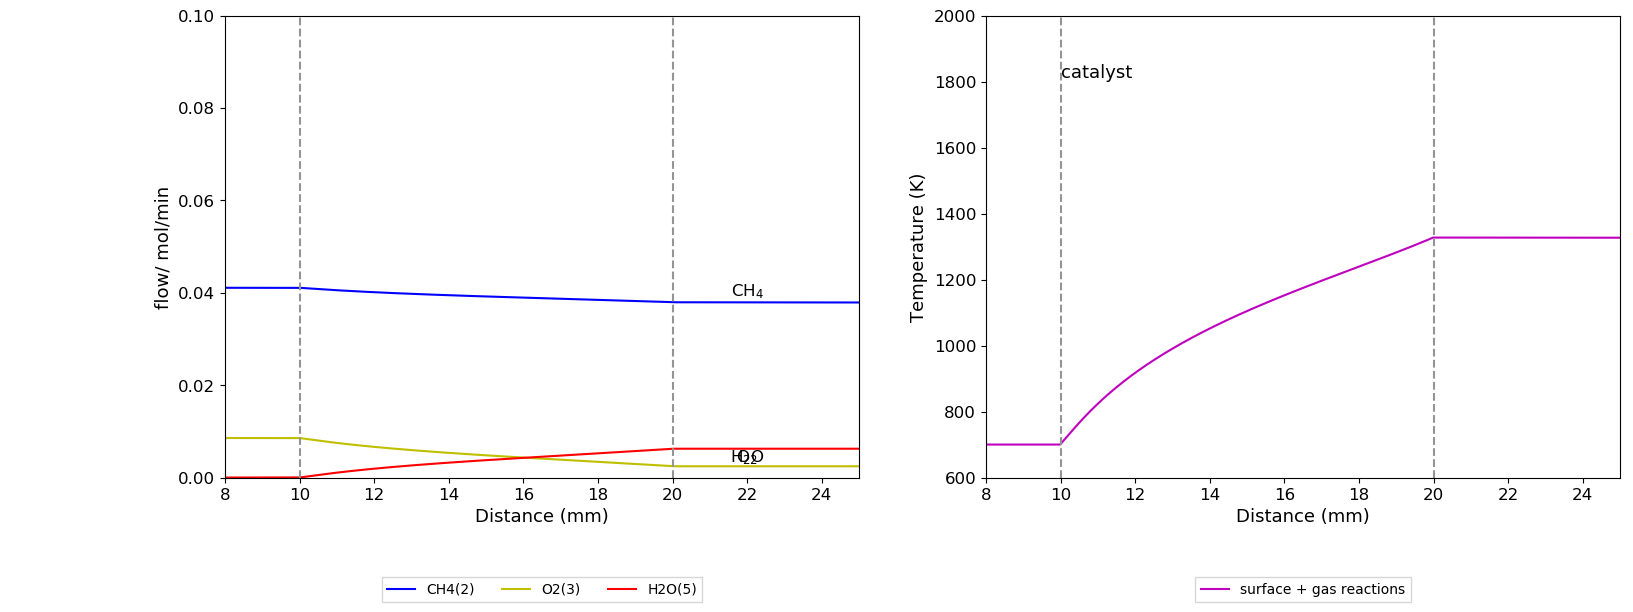 0.10
0.08
0.06
0.04
0.02
0.00
flow/ mol/min
8 10 12 14 16 18 20 22 24
Distance (mm)
CH₄
CH4(2) O2(3) H2O(5)
2000
1800
1600
1400
1200
1000
800
600
Temperature (K)
catalyst
8 10 12 14 16 18 20 22 24
Distance (mm)
surface + gas reactions